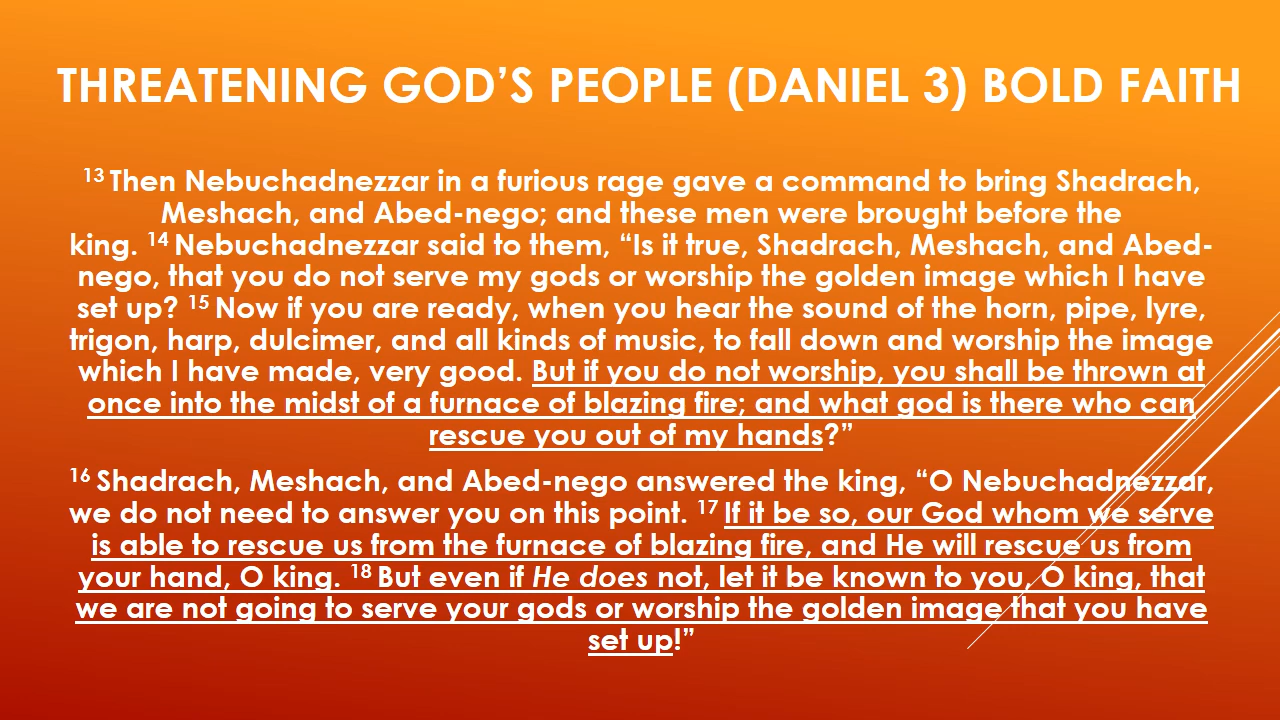 THREATENING GOD’S PEOPLE (DANIEL 3) BOLD FAITH
13 Then Nebuchadnezzar in a furious rage gave a command to bring Shadrach,
Meshach, and Abed-nego; and these men were brought before the
king. 14 Nebuchadnezzar said to them, “Is it true, Shadrach, Meshach, and Abed-
nego, that you do not serve my gods or worship the golden image which I have
set up? 15 Now if you are ready, when you hear the sound of the horn, pipe, lyre,
trigon, harp, dulcimer, and all kinds of music, to fall down and worship the image
which I have made, very good. But if you do not worship, you shall be thrown at
once into the midst of a furnace of blazing fire; and what god is there who can
rescue you out of my hands?”
16 Shadrach, Meshach, and Abed-nego answered the king, “O Nebuchadnezzar,
we do not need to answer you on this point. 17 If it be so, our God whom we serve
is able to rescue us from the furnace of blazing fire, and He will rescue us from
your hand, O king. 18 But even if He does not, let it be known to you, O king, that
we are not going to serve your gods or worship the golden image that you have
set up!”